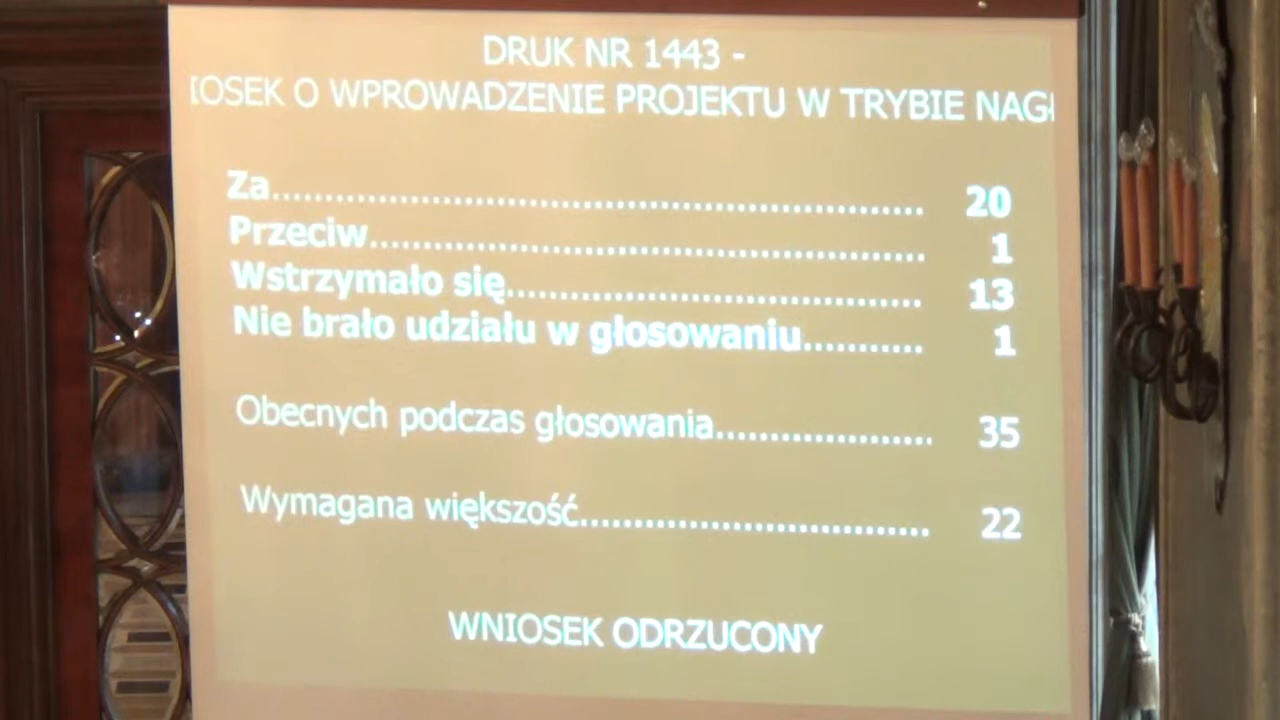 DRUK NR 1443 -
IOSEK O WPROWADZENIE PROJEKTU W TRYBIE NAGŁ
Za.............................................................. 20
Przeciw..................................................... 1
Wstrzymało się....................................... 13
Nie brało udziału w głosowaniu........... 1
Obecnych podczas głosowania..................... 35
Wymagana większość................................. 22
WNIOSEK ODRZUCONY